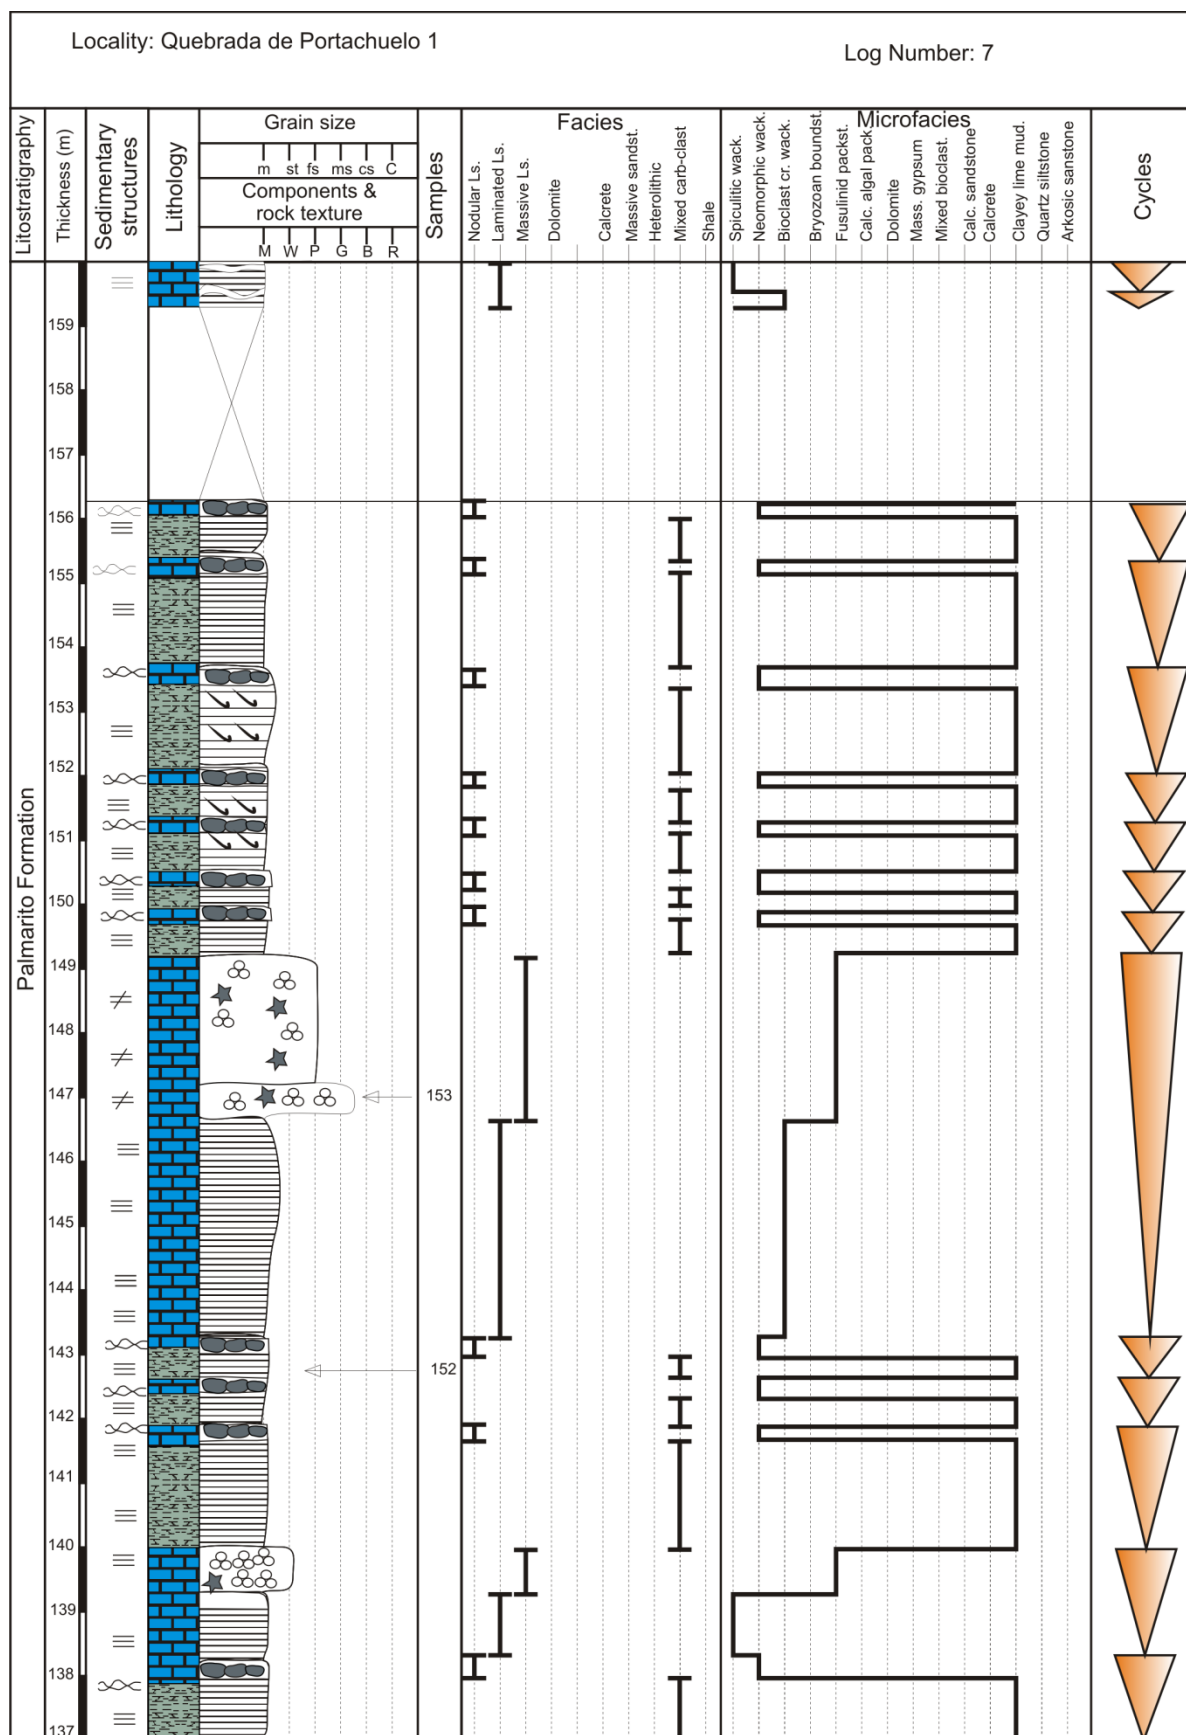 Locality: Quebrada de Portachuelo 1
Log Number: 7
Litostratigraphy
Thickness (m)
Sedimentary
structures
Lithology
Grain size
m st fs ms cs C
Components &
rock texture
M W P G B R
Samples
Facies
Nodular Ls.
Laminated Ls.
Massive Ls.
Dolomite
Calcrete
Massive sandst.
Heterolithic
Mixed carb-clast
Shale
Microfacies
Spiculitic wack.
Neomorphic wack.
Bioclast cr. wack.
Bryozoan boundst.
Fusulinid packst.
Calc. algal pack.
Dolomite
Mass. gypsum
Mixed bioclast.
Calc. sandstone
Calcrete
Clayey lime mud.
Quartz siltstone
Arkosic sanstone
Cycles
Palmarito Formation
159
158
157
156
155
154
153
152
151
150
149
148
147
153
146
145
144
143
152
142
141
140
139
138
137